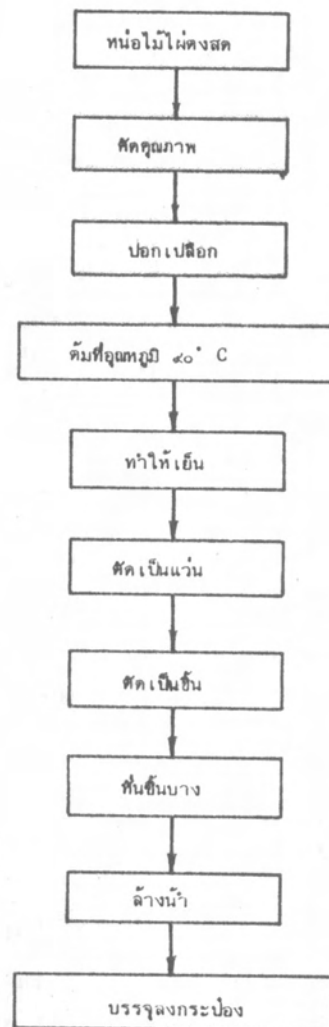 หน่อไม้ไผ่ตงสด
คัดคุณภาพ
ปอกเปลือก
ต้มที่อุณหภูมิ ๙๐° C
ทำให้เย็น
ตัดเป็นแว่น
ตัดเป็นชิ้น
หั่นชิ้นบาง
ล้างน้ำ
บรรจุลงกระป๋อง